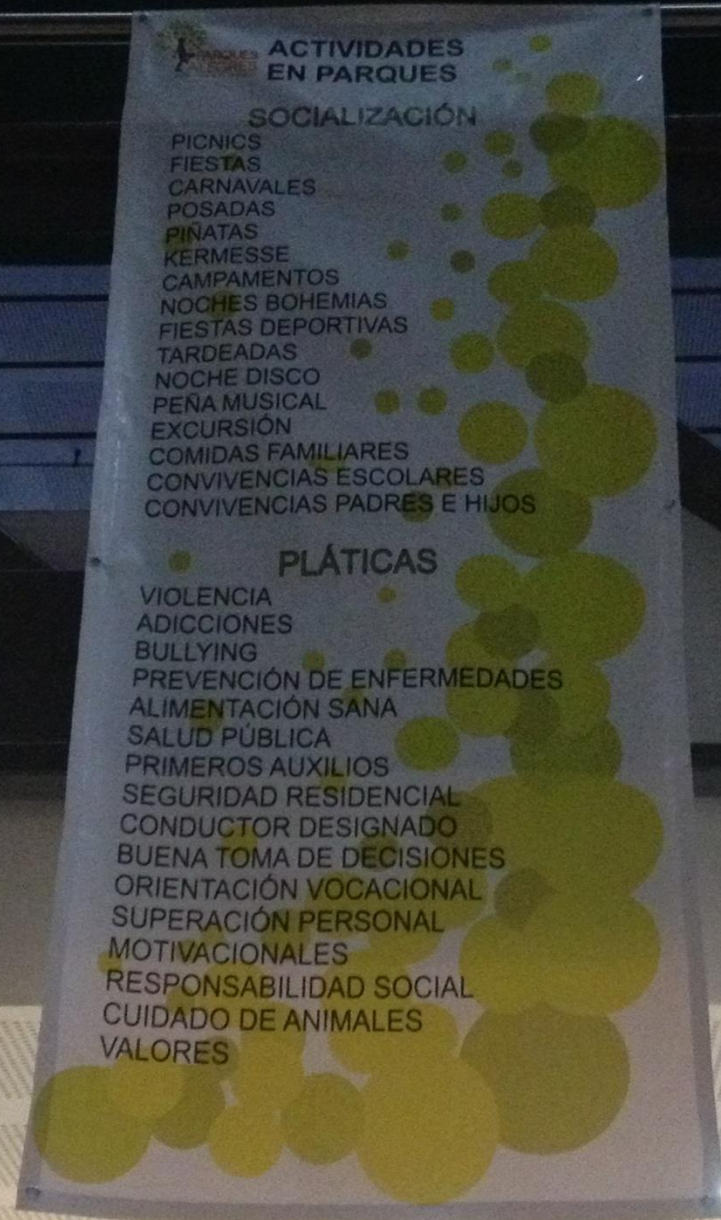 PARQUES
ALEGRES
ACTIVIDADES
EN PARQUES
SOCIALIZACIÓN
PICNICS
FIESTAS
CARNAVALES
POSADAS
PIÑATAS
KERMESSE
CAMPAMENTOS
NOCHES BOHEMIAS
FIESTAS DEPORTIVAS
TARDEADAS
NOCHE DISCO
PEÑA MUSICAL
EXCURSIÓN
COMIDAS FAMILIARES
CONVIVENCIAS ESCOLARES
CONVIVENCIAS PADRES E HIJOS
PLÁTICAS
VIOLENCIA
ADICCIONES
BULLYING
PREVENCIÓN DE ENFERMEDADES
ALIMENTACIÓN SANA
SALUD PÚBLICA
PRIMEROS AUXILIOS
SEGURIDAD RESIDENCIAL
CONDUCTOR DESIGNADO
BUENA TOMA DE DECISIONES
ORIENTACIÓN VOCACIONAL
SUPERACIÓN PERSONAL
MOTIVACIONALES
RESPONSABILIDAD SOCIAL
CUIDADO DE ANIMALES
VALORES